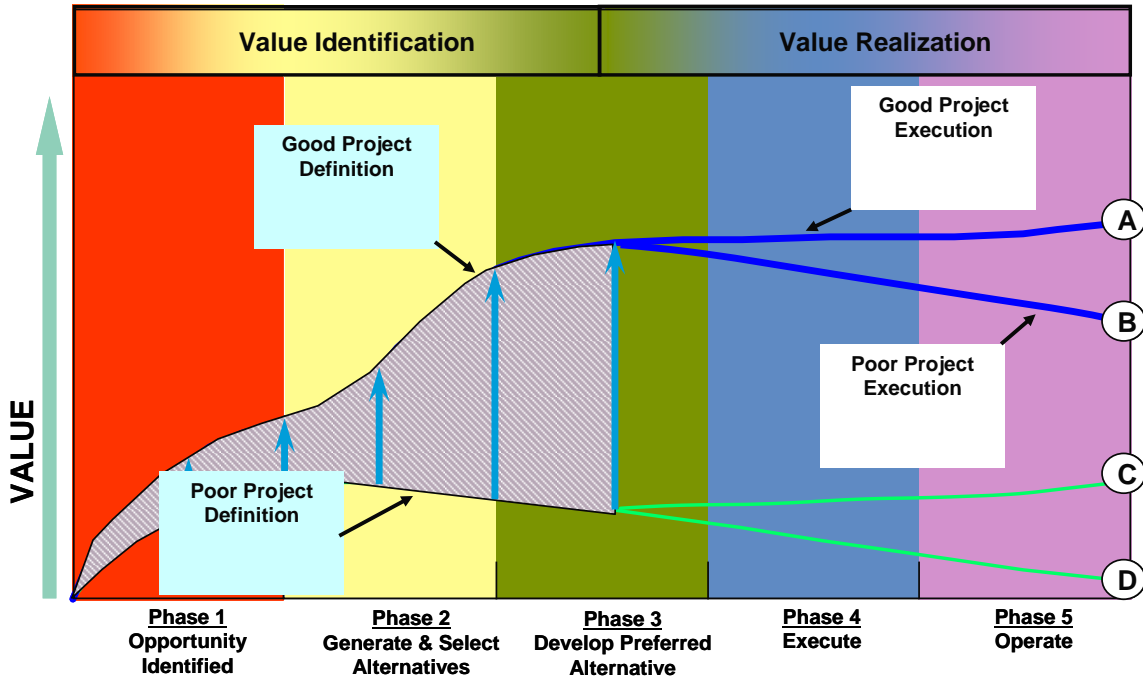 Value Identification
Value Realization
Good Project
Execution
Good Project
Definition
A
B
Poor Project
Execution
VALUE
C
Poor Project
Definition
D
Phase 1
Opportunity
Identified
Phase 2
Generate & Select
Alternatives
Phase 3
Develop Preferred
Alternative
Phase 4
Execute
Phase 5
Operate